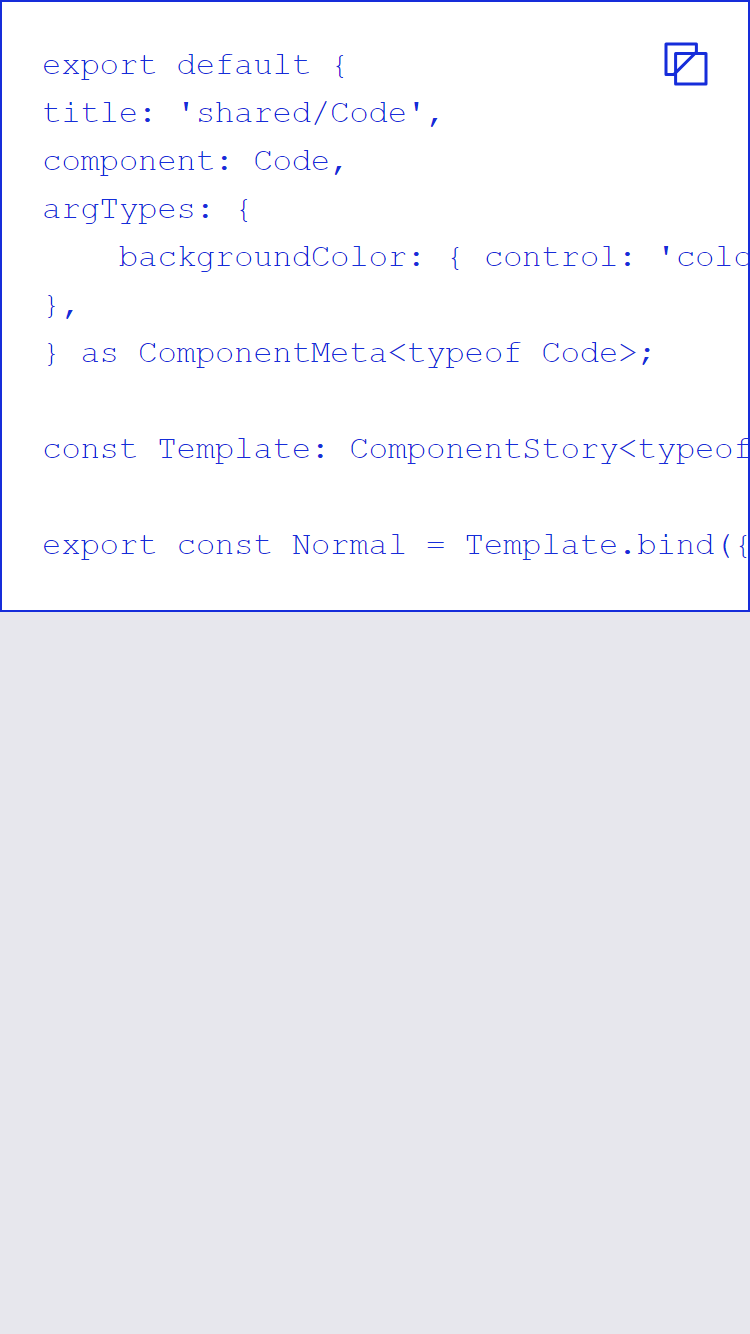 export default {
title: 'shared/Code',
component: Code,
argTypes: {
    backgroundColor: { control: 'colo
},
} as ComponentMeta<typeof Code>;

const Template: ComponentStory<typeof

export const Normal = Template.bind({